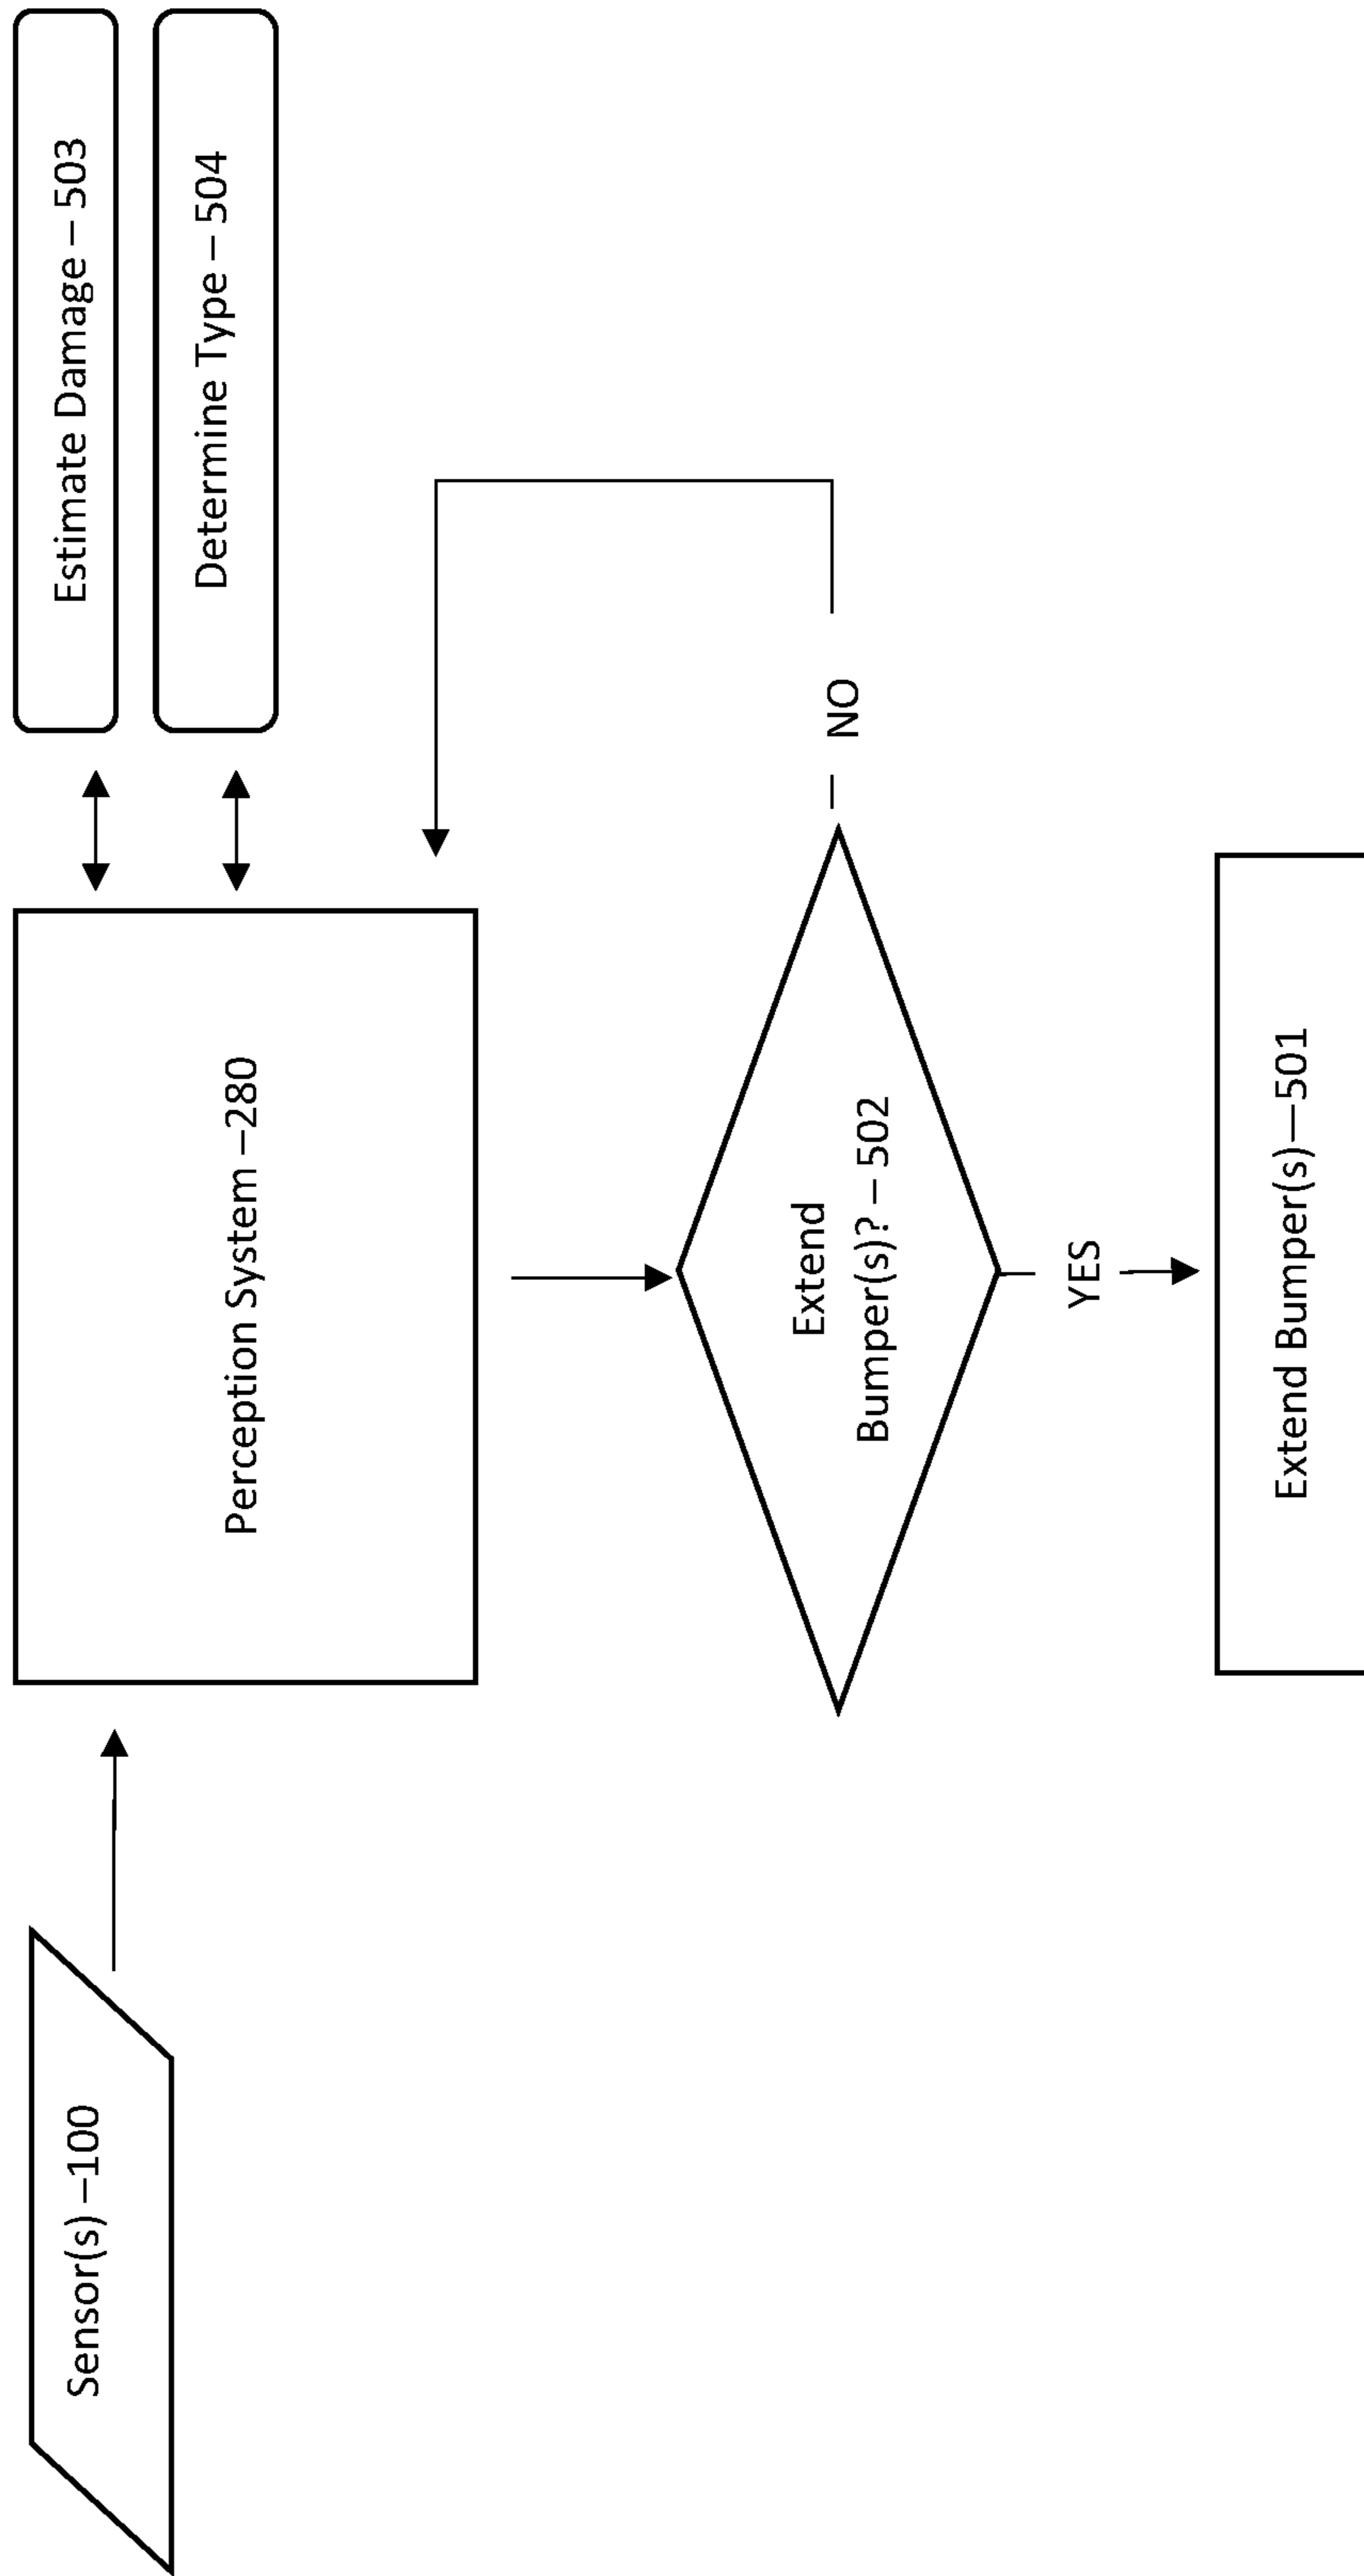 Sensor(s) –100
Perception System –280
Estimate Damage – 503
Determine Type – 504
Extend
Bumper(s)? – 502
NO
YES
Extend Bumper(s)—501